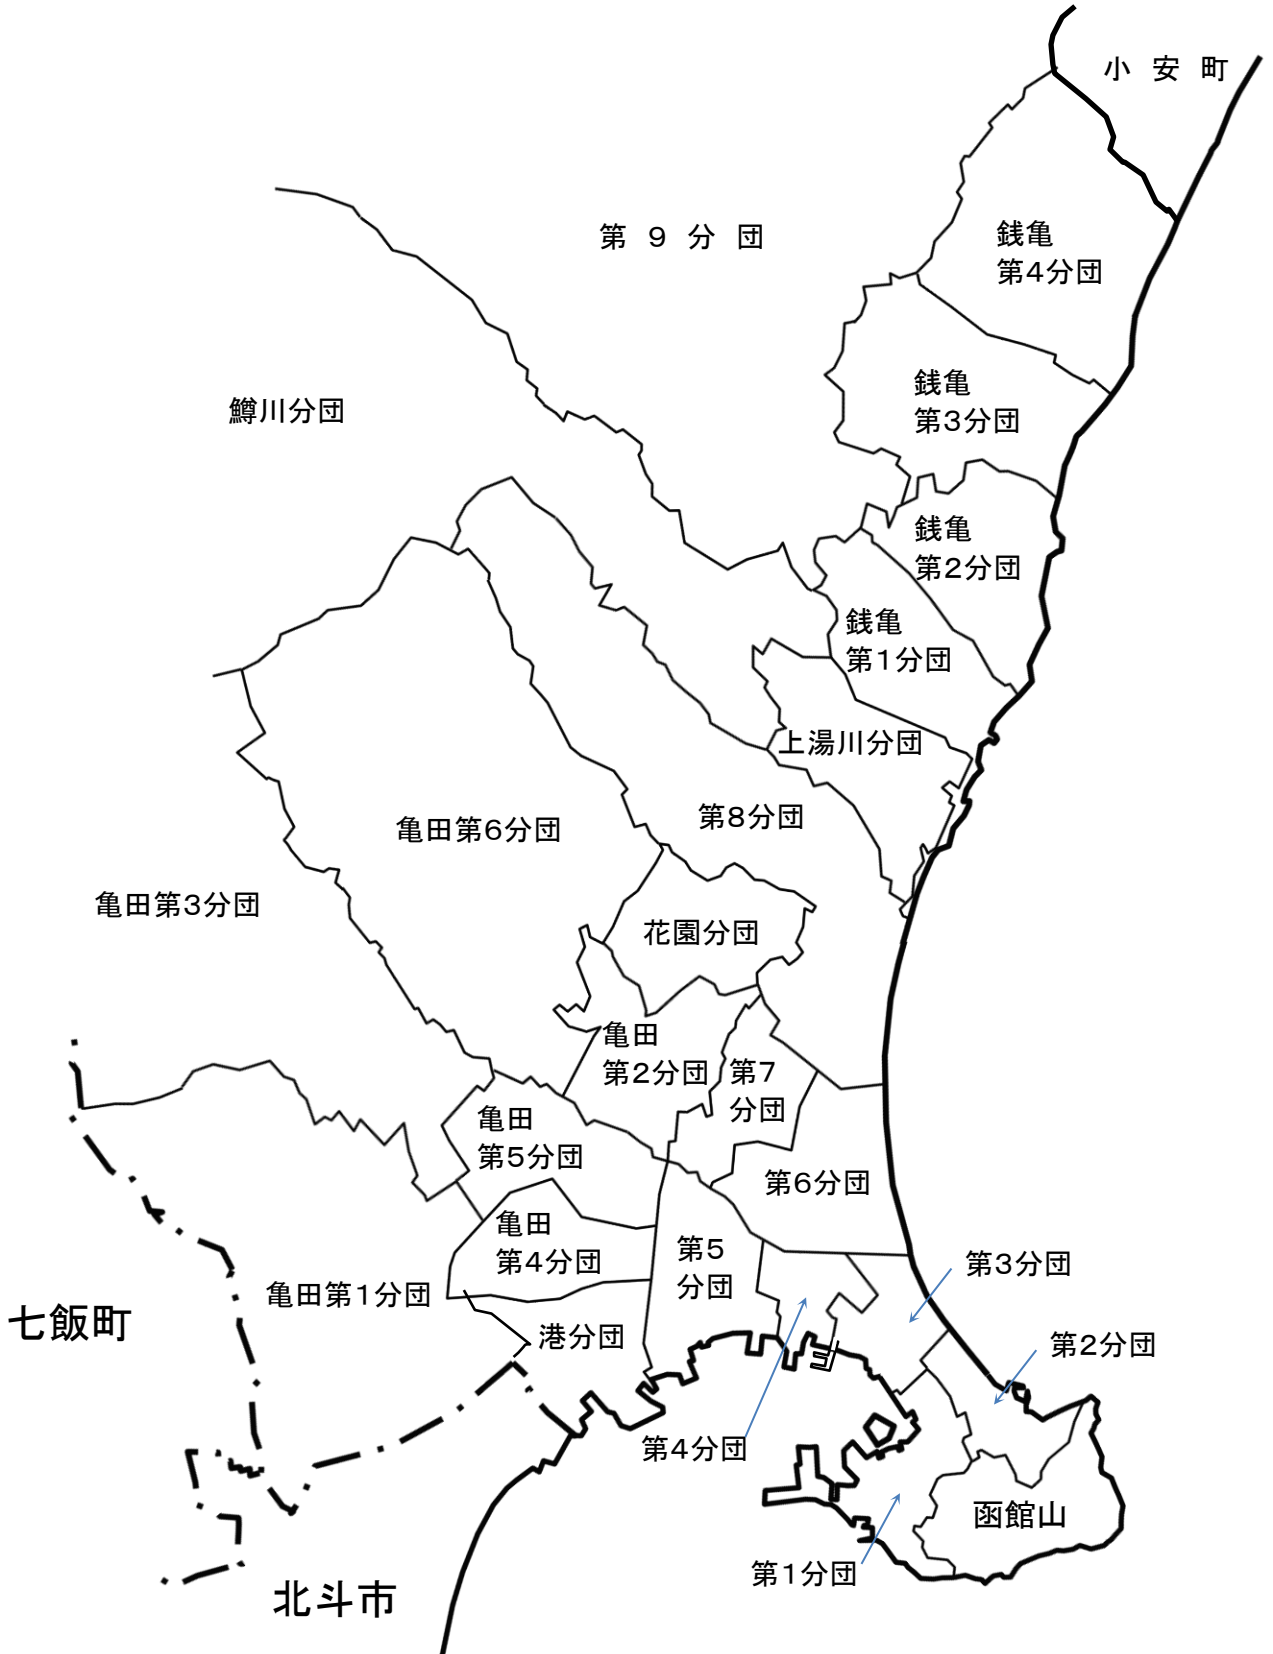 小安町
第９分団
銭亀
第４分団
銭亀
第３分団
鱒川分団
銭亀
第２分団
銭亀
第１分団
上湯川分団
第８分団
亀田第６分団
亀田第３分団
花園分団
亀田
第２分団
第７
分団
亀田
第５分団
第６分団
亀田
第４分団
第５
分団
第３分団
亀田第１分団
七飯町
港分団
第２分団
第４分団
函館山
第１分団
北斗市